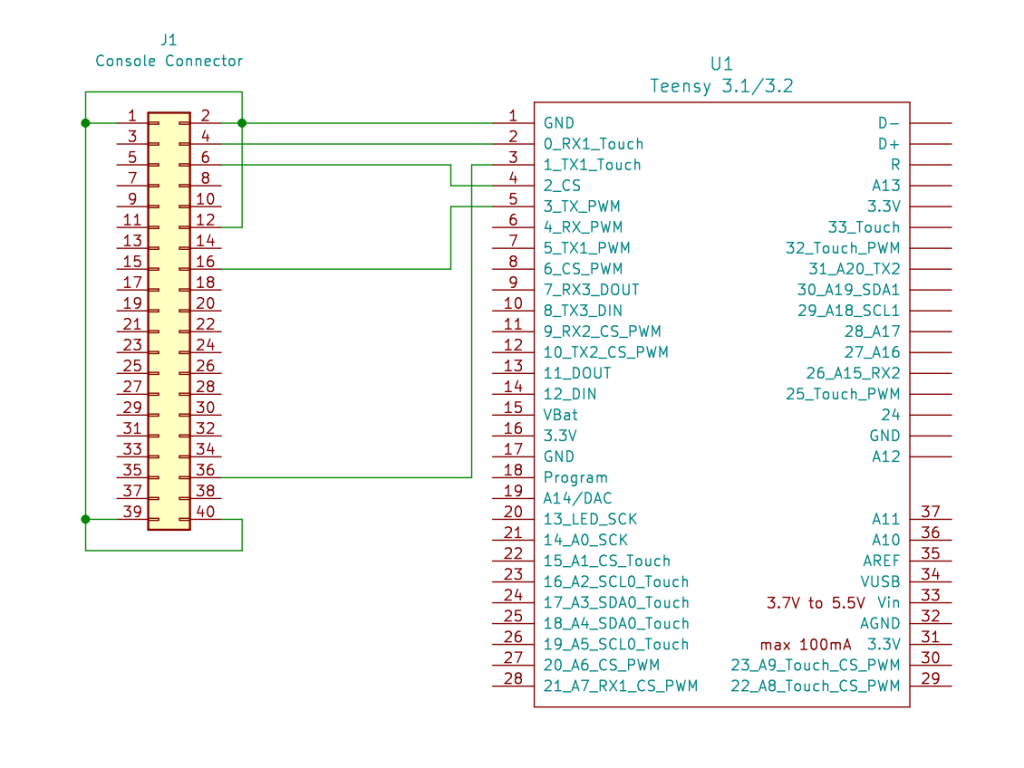 J1
Console Connector
1 2
3 4
5 6
7 8
9 10
11 12
13 14
15 16
17 18
19 20
21 22
23 24
25 26
27 28
29 30
31 32
33 34
35 36
37 38
39 40
U1
Teensy 3.1/3.2
1 GND D-
2 0_RX1_Touch D+
3 1_TX1_Touch R
4 2_CS A13
5 3_TX_PWM 3.3V
6 4_RX_PWM 33_Touch
7 5_TX1_PWM 32_Touch_PWM
8 6_CS_PWM 31_A20_TX2
9 7_RX3_DOUT 30_A19_SDA1
10 8_TX3_DIN 29_A18_SCL1
11 9_RX2_CS_PWM 28_A17
12 10_TX2_CS_PWM 27_A16
13 11_DOUT 26_A15_RX2
14 12_DIN 25_Touch_PWM
15 VBat 24
16 3.3V GND
17 GND A12
18 Program
19 A14/DAC
20 13_LED_SCK A11 37
21 14_A0_SCK A10 36
22 15_A1_CS_Touch AREF 35
23 16_A2_SCL0_Touch VUSB 34
24 17_A3_SDA0_Touch 3.7V to 5.5V Vin 33
25 18_A4_SDA0_Touch AGND 32
26 19_A5_SCL0_Touch max 100mA 3.3V 31
27 20_A6_CS_PWM 23_A9_Touch_CS_PWM 30
28 21_A7_RX1_CS_PWM 22_A8_Touch_CS_PWM 29